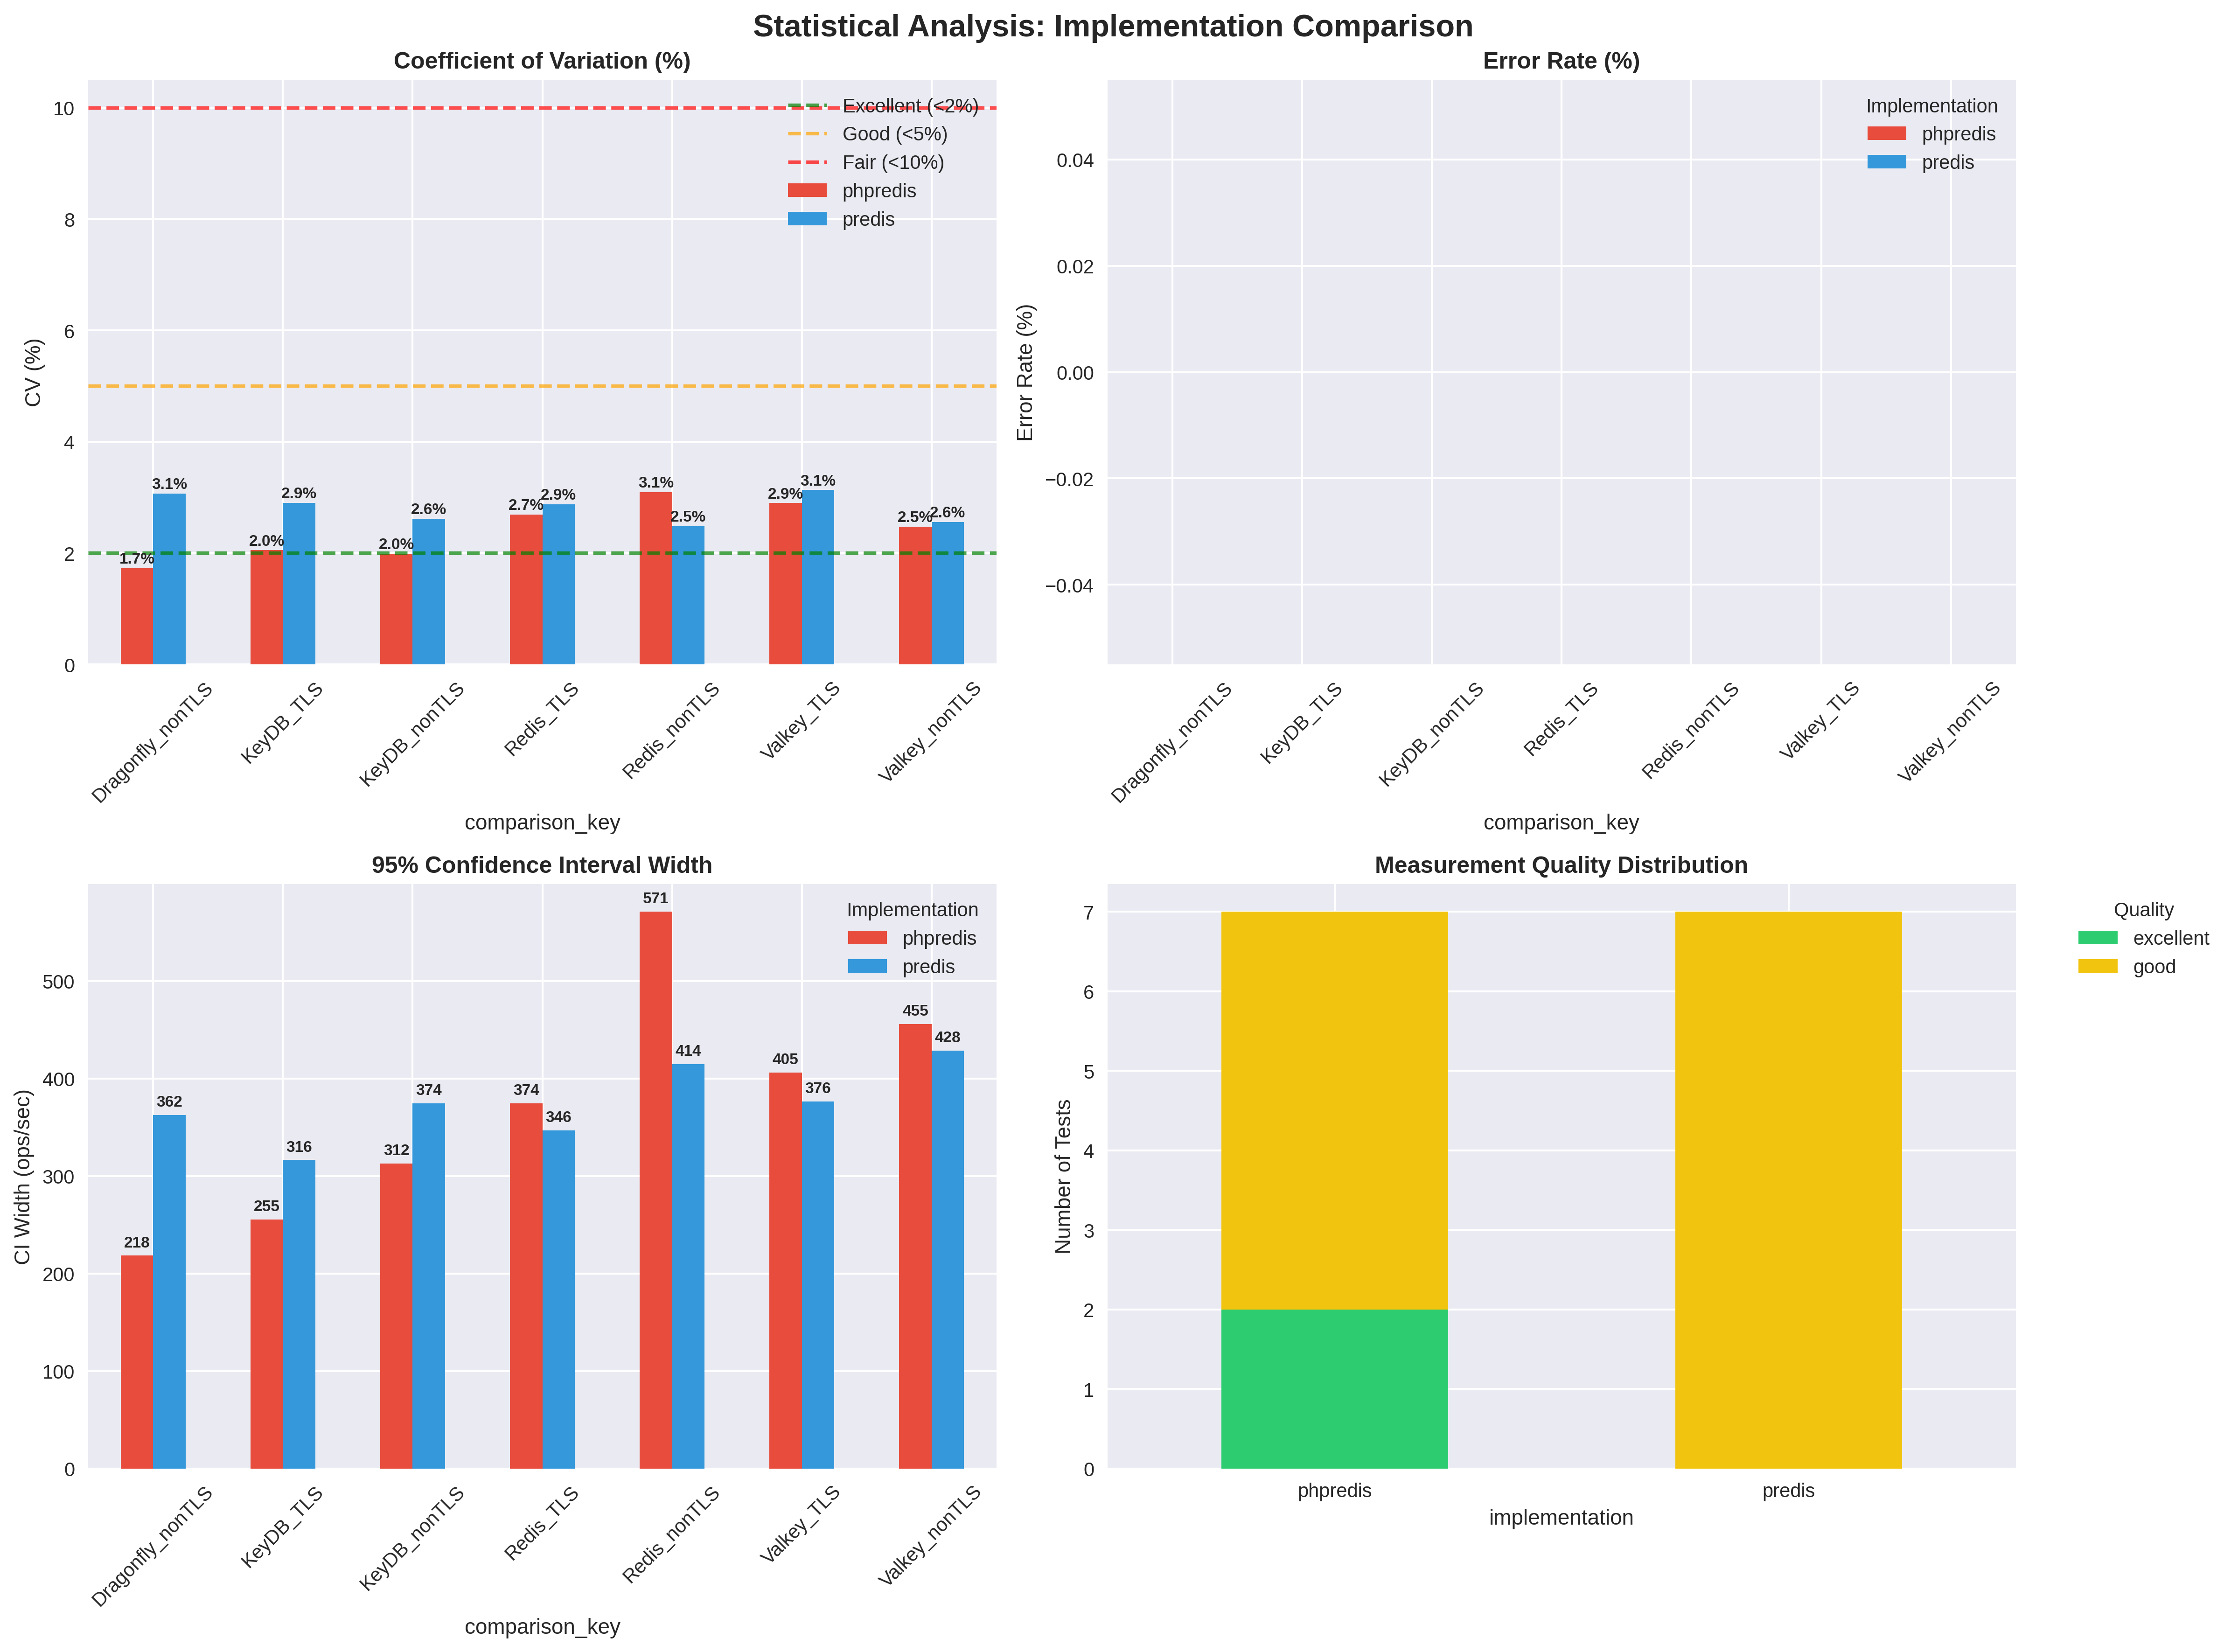 Statistical Analysis: Implementation Comparison
Coefficient of Variation (%)
CV (%)
10
8
6
4
2
0
Excellent (<2%)
Good (<5%)
Fair (<10%)
phpredis
predis
1.7%
3.1%
2.0%
2.9%
2.0%
2.6%
2.7%
2.9%
3.1%
2.5%
2.9%
3.1%
2.5%
2.6%
Dragonfly_nonTLS
KeyDB_TLS
KeyDB_nonTLS
Redis_TLS
Redis_nonTLS
Valkey_TLS
Valkey_nonTLS
comparison_key
Error Rate (%)
Error Rate (%)
0.04
0.02
0.00
−0.02
−0.04
Implementation
phpredis
predis
Dragonfly_nonTLS
KeyDB_TLS
KeyDB_nonTLS
Redis_TLS
Redis_nonTLS
Valkey_TLS
Valkey_nonTLS
comparison_key
95% Confidence Interval Width
CI Width (ops/sec)
500
400
300
200
100
0
Implementation
phpredis
predis
218
362
255
316
312
374
374
346
571
414
405
376
455
428
Dragonfly_nonTLS
KeyDB_TLS
KeyDB_nonTLS
Redis_TLS
Redis_nonTLS
Valkey_TLS
Valkey_nonTLS
comparison_key
Measurement Quality Distribution
Number of Tests
7
6
5
4
3
2
1
0
phpredis
predis
implementation
Quality
excellent
good